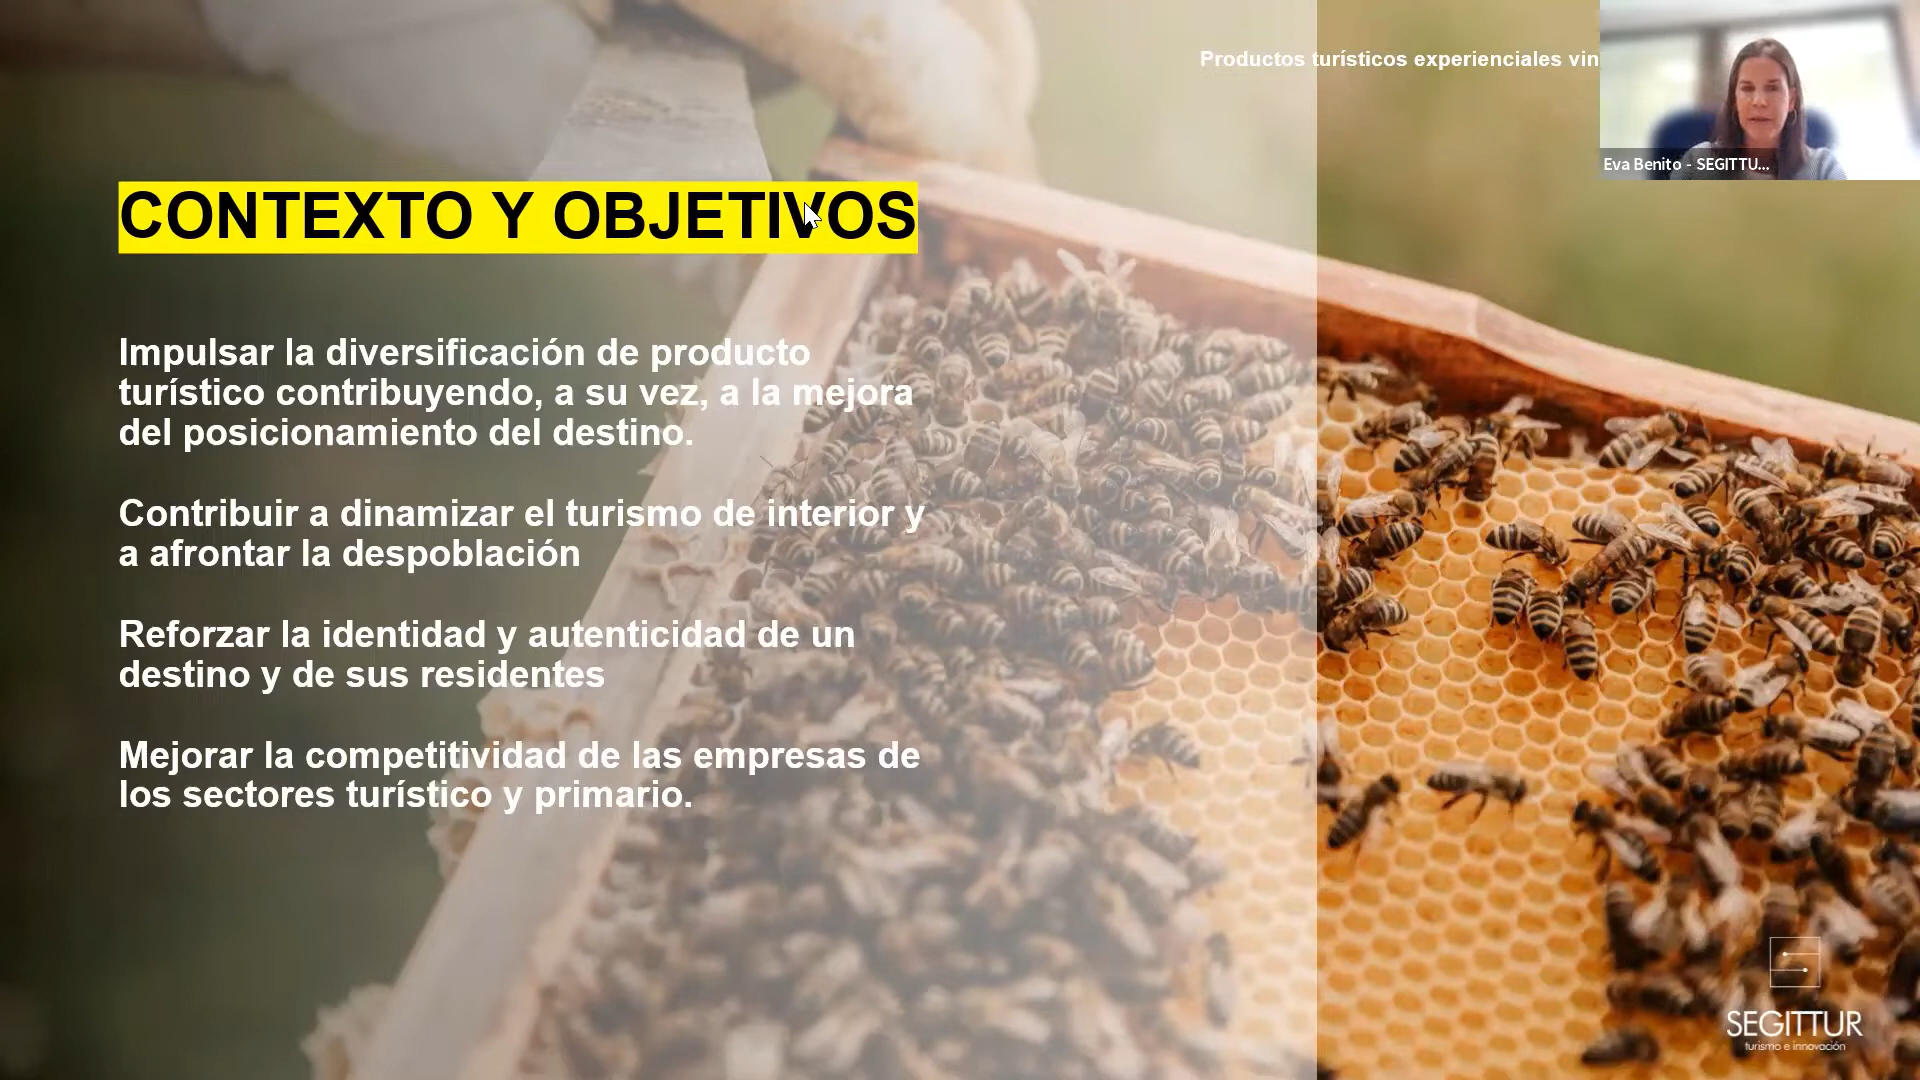 Productos turísticos experienciales vin
Eva Benito - SEGITTU...
CONTEXTO Y OBJETIVOS
Impulsar la diversificación de producto
turístico contribuyendo, a su vez, a la mejora
del posicionamiento del destino.
Contribuir a dinamizar el turismo de interior y
a afrontar la despoblación
Reforzar la identidad y autenticidad de un
destino y de sus residentes
Mejorar la competitividad de las empresas de
los sectores turístico y primario.
SEGITTUR
turismo e innovación